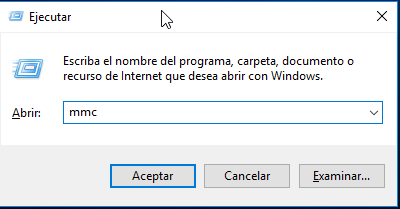 Ejecutar
Escriba el nombre del programa, carpeta, documento o
recurso de Internet que desea abrir con Windows.
Abrir: mmc
Aceptar Cancelar Examinar...